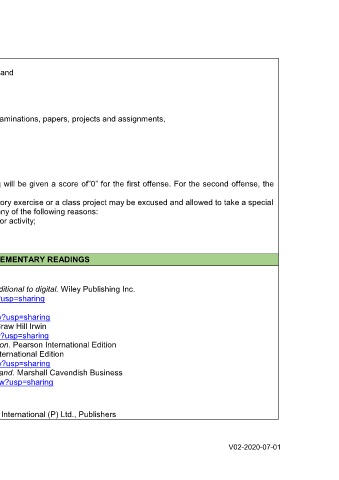 and
aminations, papers, projects and assignments,
will be given a score of"0" for the first offense. For the second offense, the
ory exercise or a class project may be excused and allowed to take a special
ny of the following reasons:
or activity;
EMENTARY READINGS
ditional to digital. Wiley Publishing Inc.
?usp=sharing
?usp=sharing
raw Hill Irwin
?usp=sharing
on. Pearson International Edition
ternational Edition
?usp=sharing
and. Marshall Cavendish Business
w?usp=sharing
International (P) Ltd., Publishers
V02-2020-07-01